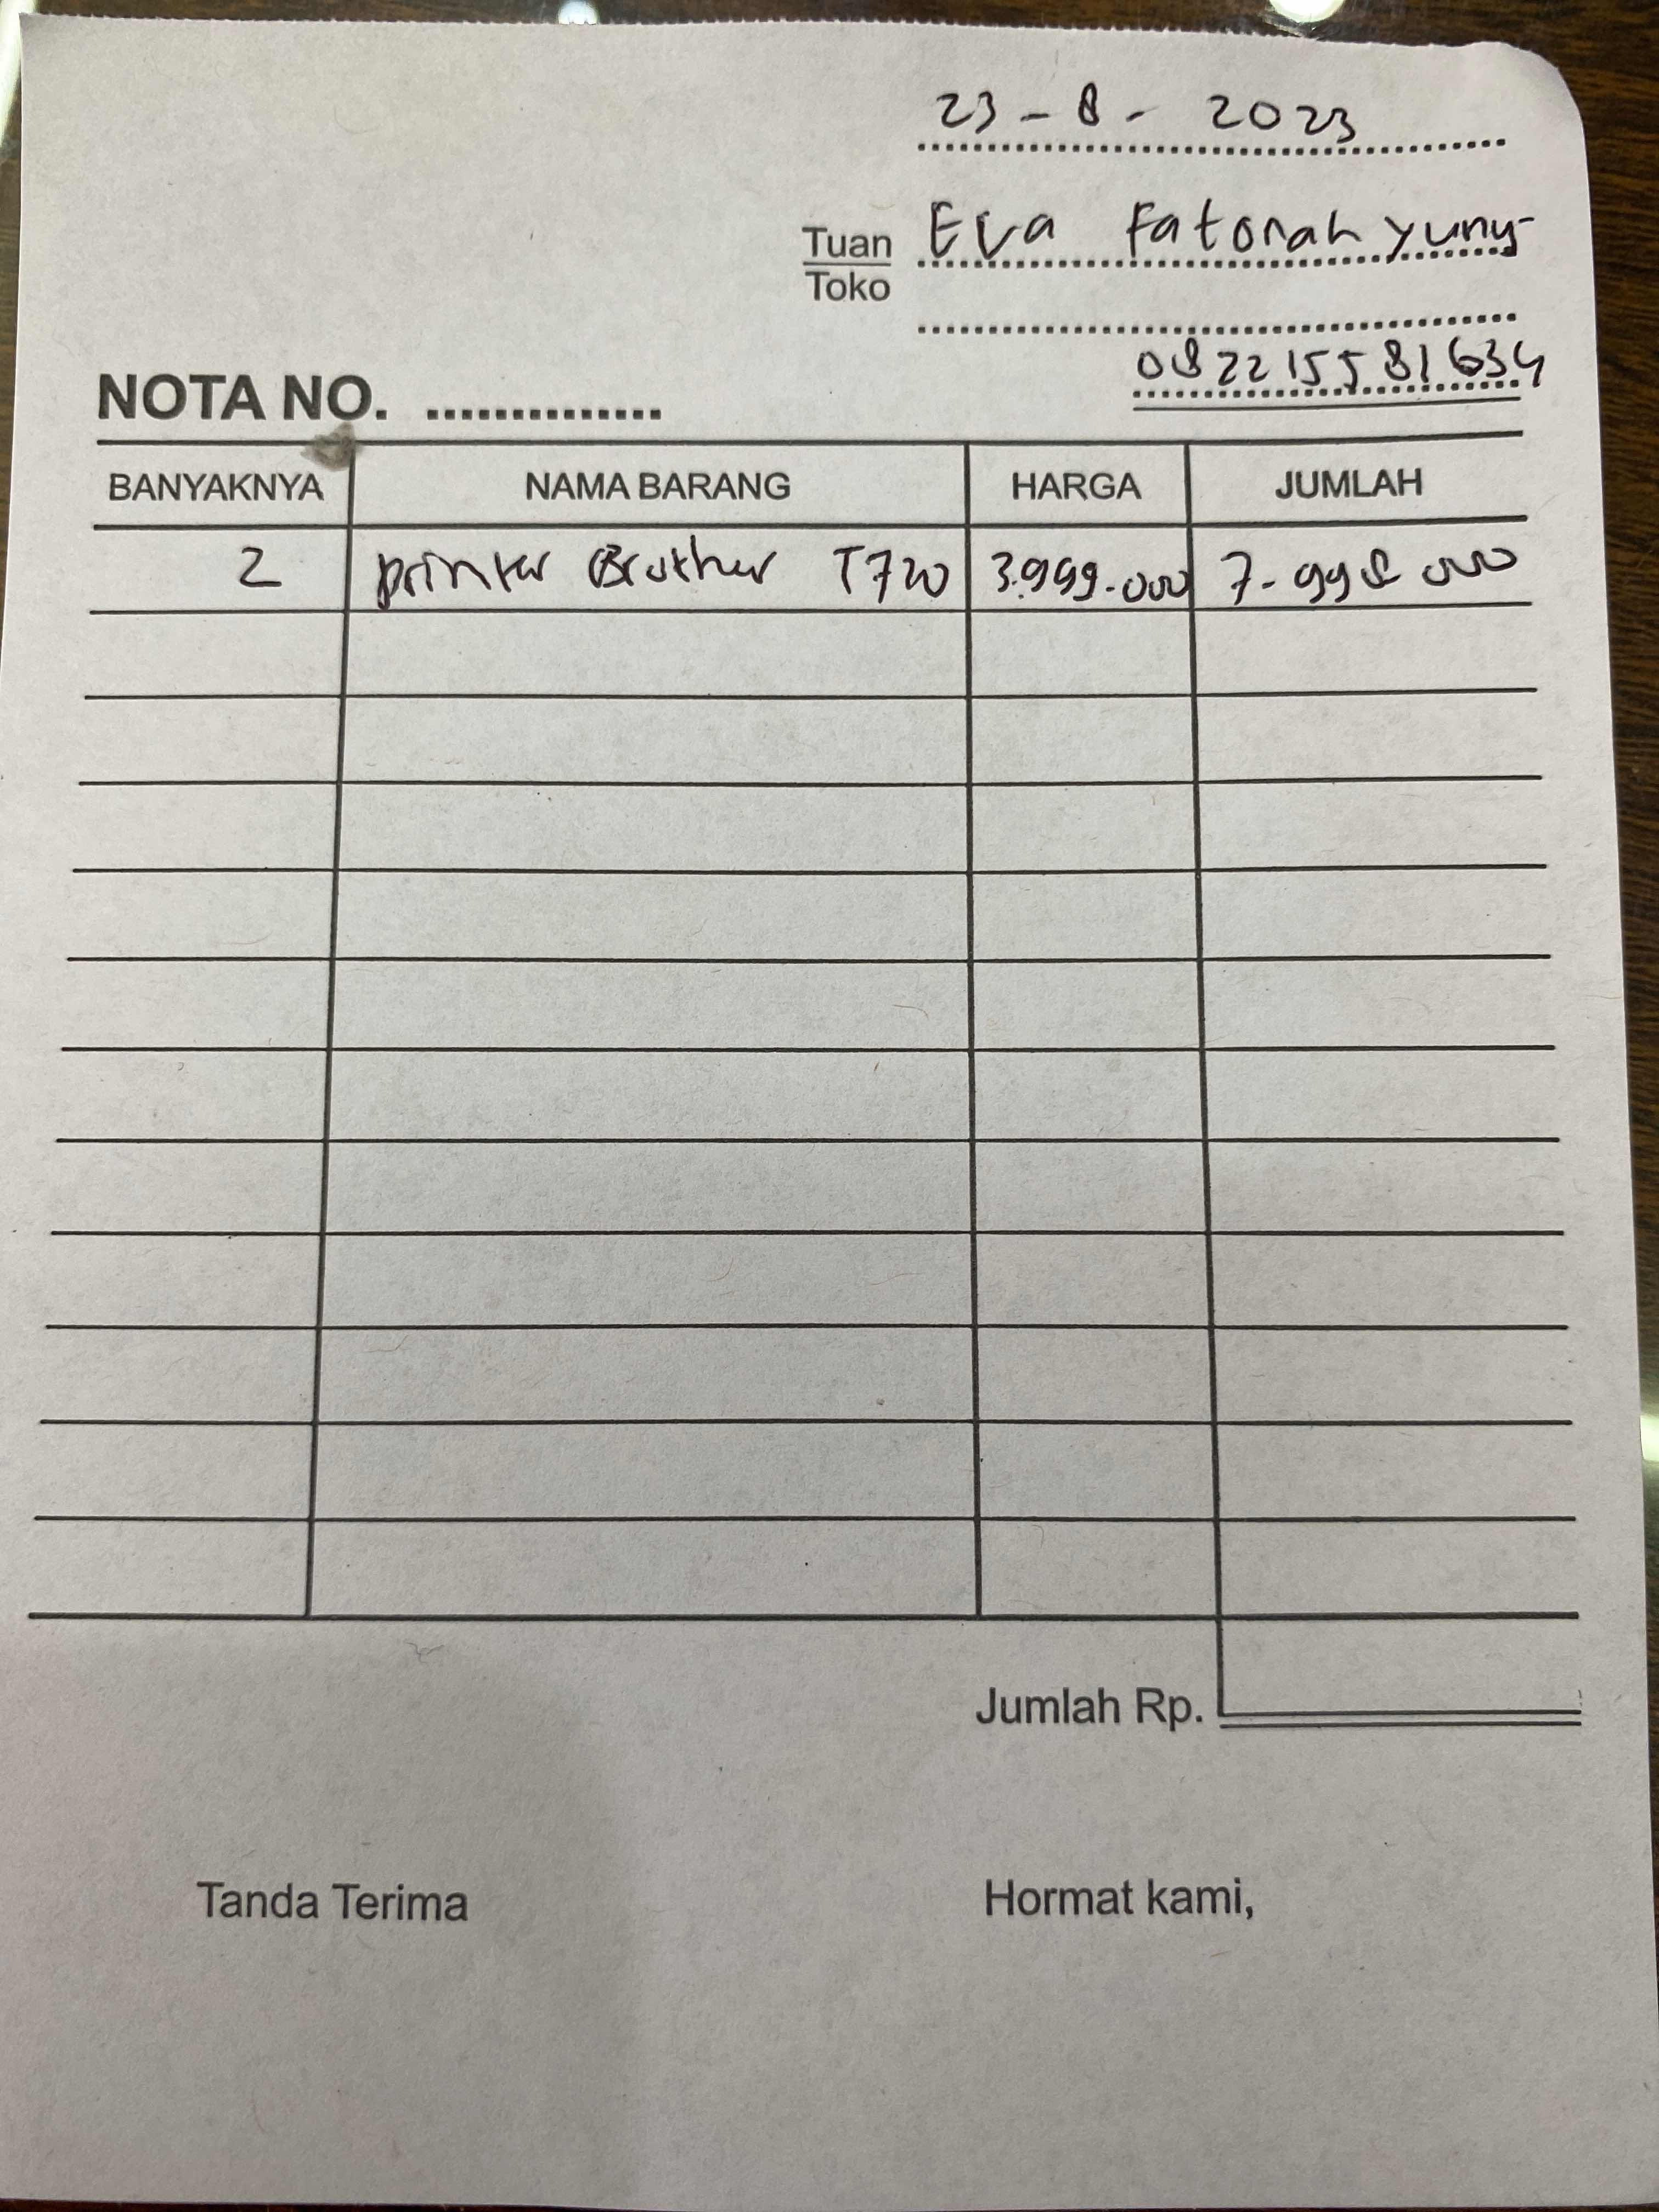 23 - 8 - 2023
Tuan Eva Fatonah yuny
Toko
082215581634
NOTA NO. ..............
BANYAKNYA NAMA BARANG HARGA JUMLAH
2 printer Brother T720 3.999.000 7.998 000
Jumlah Rp.
Tanda Terima Hormat kami,